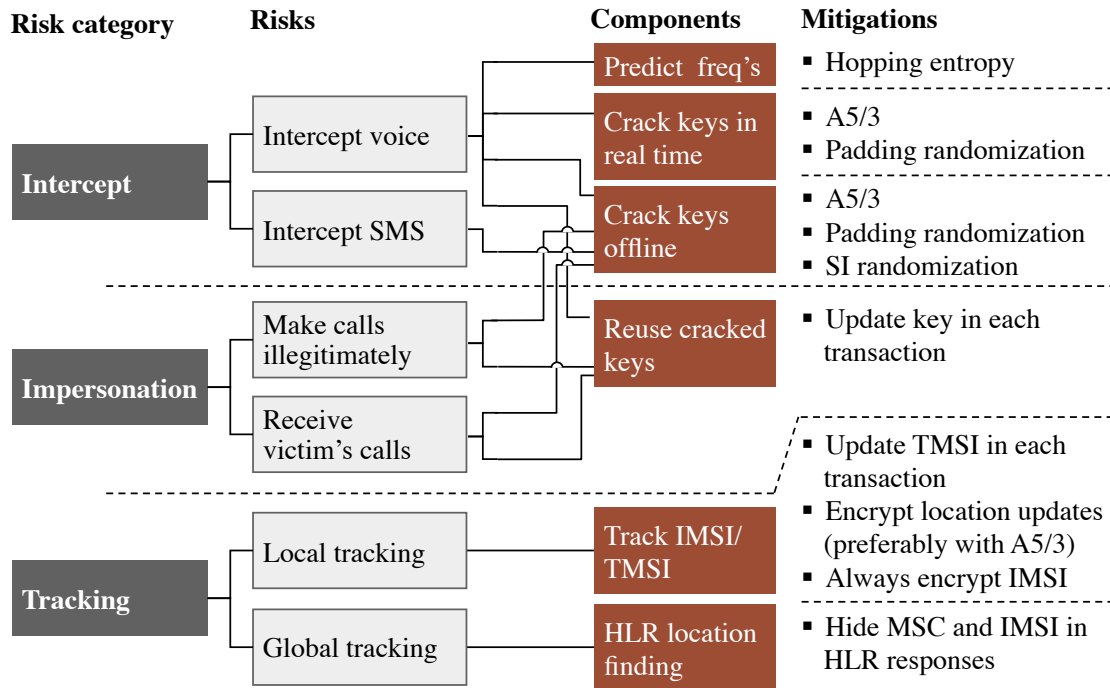 Risk category
Risks
Components
Mitigations
Predict freq's
▪ Hopping entropy
Intercept
Intercept voice
Crack keys in
real time
▪ A5/3
▪ Padding randomization
Intercept SMS
Crack keys
offline
▪ A5/3
▪ Padding randomization
▪ SI randomization
Impersonation
Make calls
illegitimately
Reuse cracked
keys
▪ Update key in each
transaction
Receive
victim's calls
Tracking
Local tracking
Track IMSI/
TMSI
▪ Update TMSI in each
transaction
▪ Encrypt location updates
(preferably with A5/3)
▪ Always encrypt IMSI
Global tracking
HLR location
finding
▪ Hide MSC and IMSI in
HLR responses